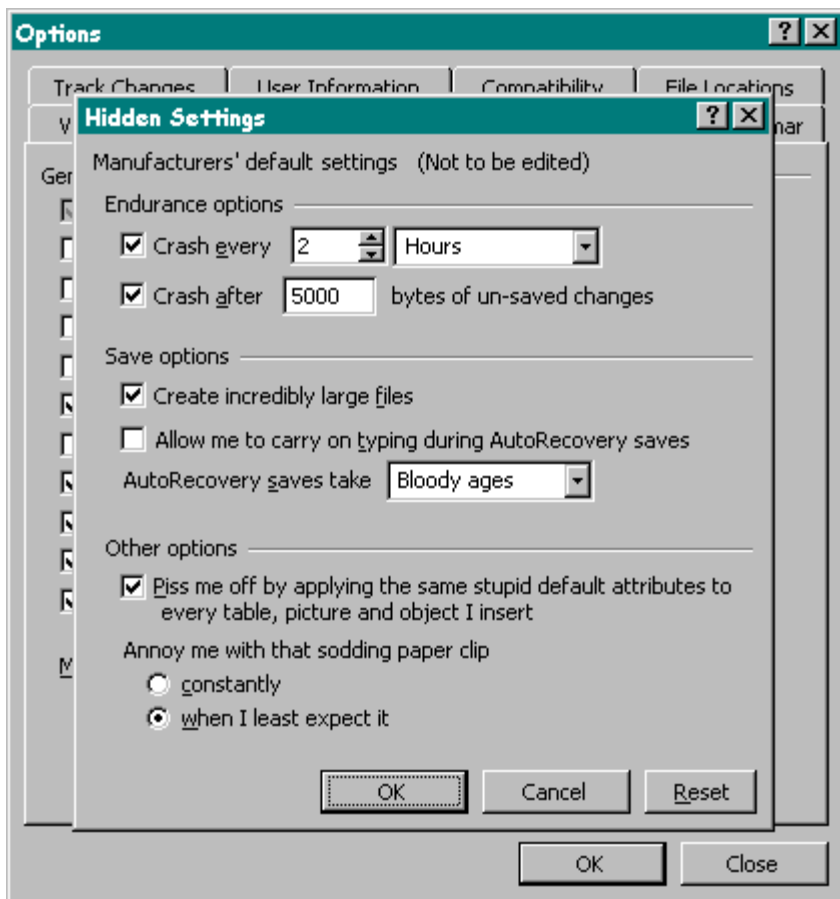 Options
Track Changes User Information Compatibility File Locations
Hidden Settings
Manufacturers' default settings (Not to be edited)
Endurance options
Crash every 2 Hours
Crash after 5000 bytes of un-saved changes
Save options
Create incredibly large files
Allow me to carry on typing during AutoRecovery saves
AutoRecovery saves take Bloody ages
Other options
Piss me off by applying the same stupid default attributes to
every table, picture and object I insert
Annoy me with that sodding paper clip
constantly
when I least expect it
OK Cancel Reset
OK Close